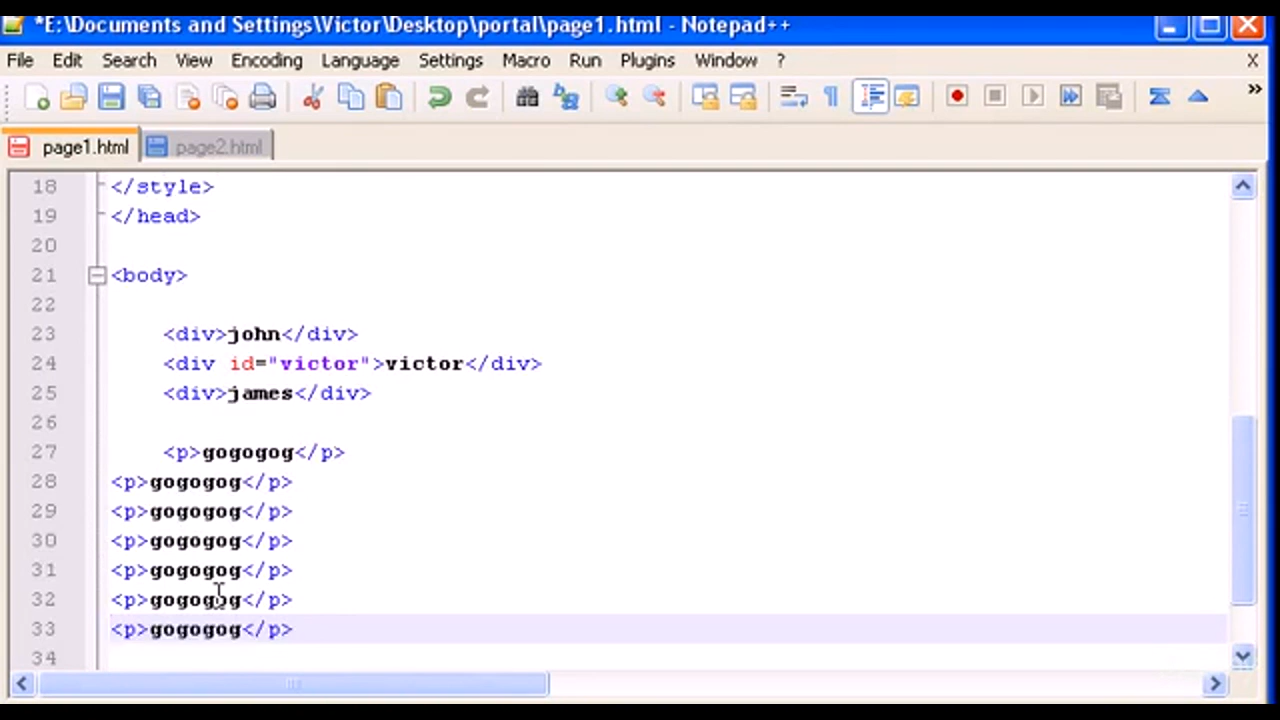 *E:\Documents and Settings\Victor\Desktop\portal\page1.html - Notepad++
File Edit Search View Encoding Language Settings Macro Run Plugins Window ? X
page1.html page2.html
18 </style>
19 </head>
20
21 <body>
22
23 <div>john</div>
24 <div id="victor">victor</div>
25 <div>james</div>
26
27 <p>gogogog</p>
28 <p>gogogog</p>
29 <p>gogogog</p>
30 <p>gogogog</p>
31 <p>gogogog</p>
32 <p>gogogog</p>
33 <p>gogogog</p>
34